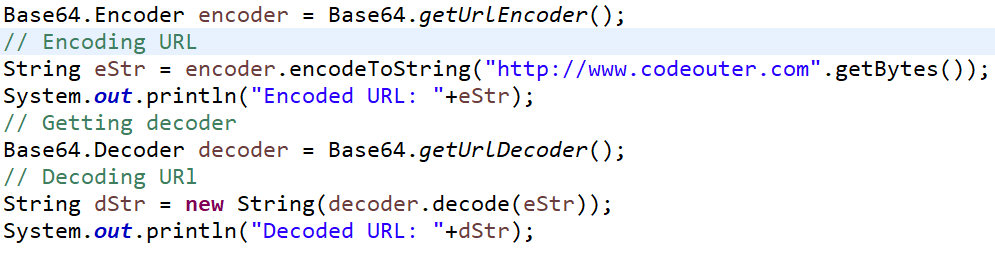 Base64.Encoder encoder = Base64.getUrlEncoder();
// Encoding URL
String eStr = encoder.encodeToString("http://www.codeouter.com".getBytes());
System.out.println("Encoded URL: "+eStr);
// Getting decoder
Base64.Decoder decoder = Base64.getUrlDecoder();
// Decoding URl
String dStr = new String(decoder.decode(eStr));
System.out.println("Decoded URL: "+dStr);